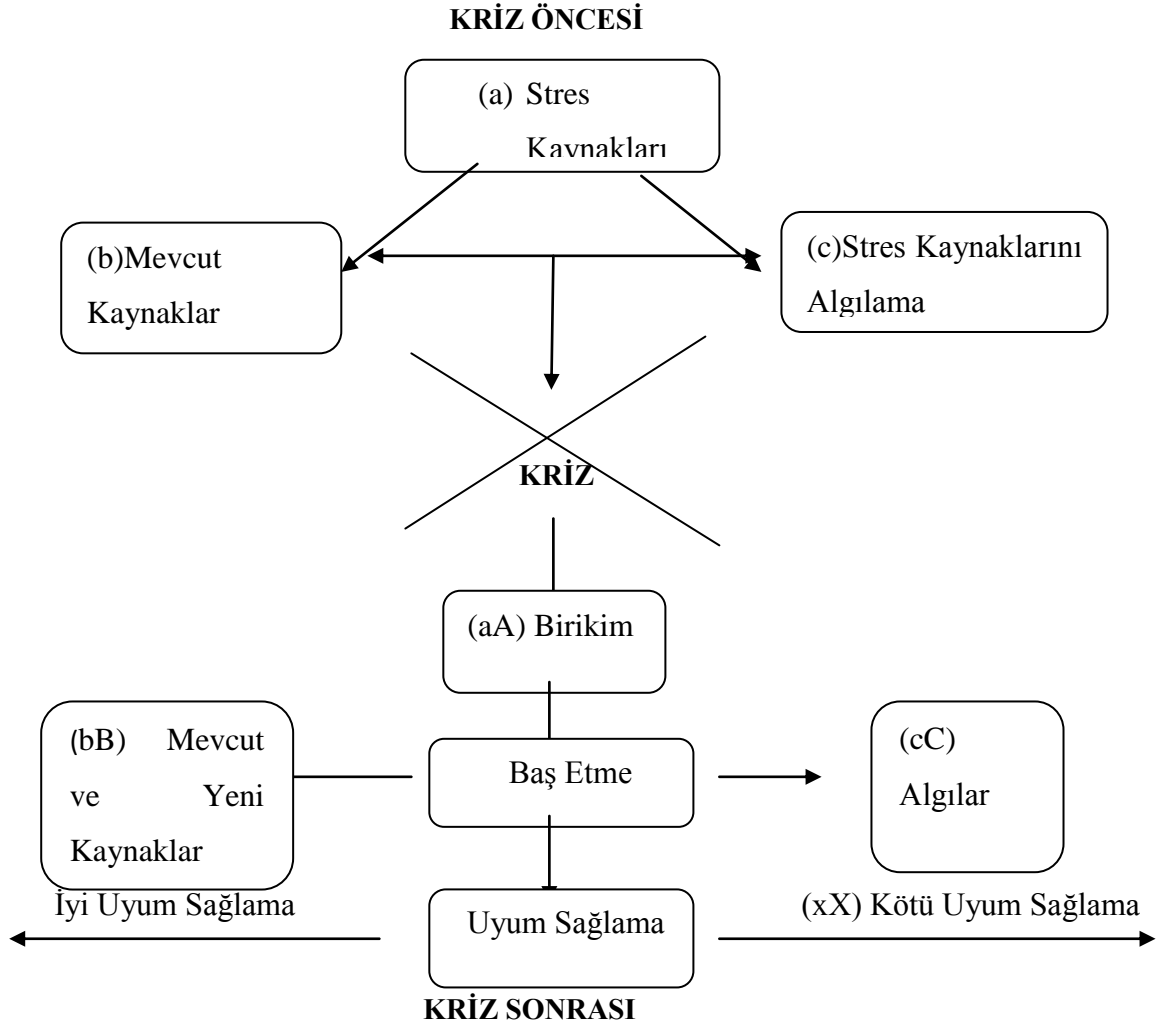 KRİZ ÖNCESİ
(a) Stres
Kaynakları
(b)Mevcut
Kaynaklar
(c)Stres Kaynaklarını
Algılama
KRİZ
(aA) Birikim
(bB) Mevcut
ve Yeni
Kaynaklar
Baş Etme
(cC)
Algılar
İyi Uyum Sağlama
Uyum Sağlama
(xX) Kötü Uyum Sağlama
KRİZ SONRASI